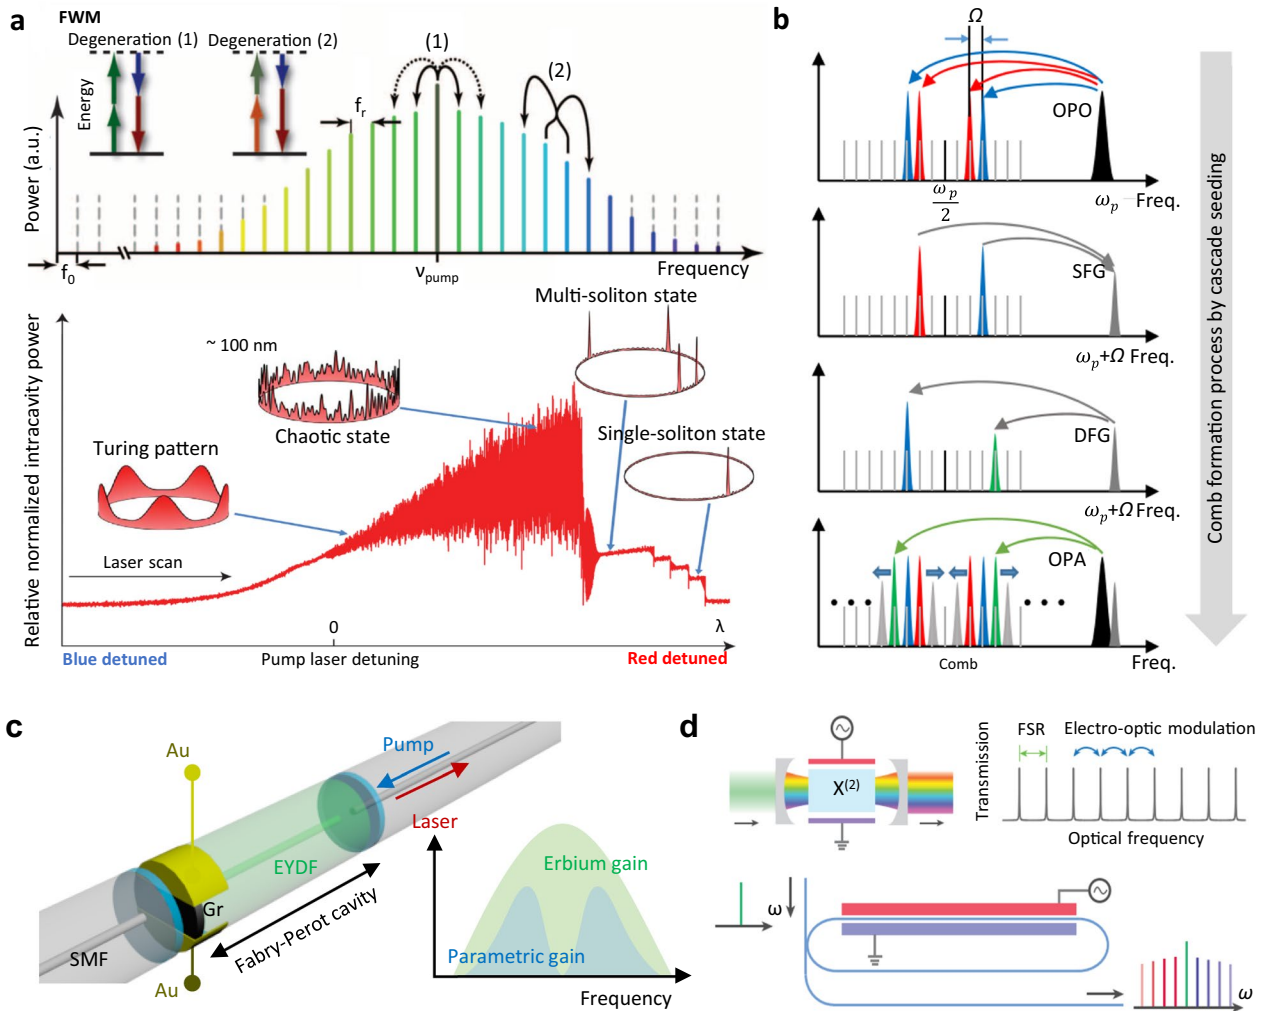 a
FWM
Degeneration (1)
Degeneration (2)
Energy
(1)
(2)
fr
Power (a.u.)
f0
νpump
Frequency
Relative normalized intracavity power
~ 100 nm
Turing pattern
Chaotic state
Multi-soliton state
Single-soliton state
Laser scan
0
λ
Blue detuned
Pump laser detuning
Red detuned
b
Ω
OPO
ωp
2
ωp
Freq.
SFG
ωp+Ω Freq.
DFG
ωp+Ω Freq.
OPA
Comb
Freq.
Comb formation process by cascade seeding
c
Au
Pump
Laser
EYDF
Gr
SMF
Au
Fabry-Perot cavity
Erbium gain
Parametric gain
Frequency
d
X(2)
Transmission
FSR
Electro-optic modulation
Optical frequency
ω
ω